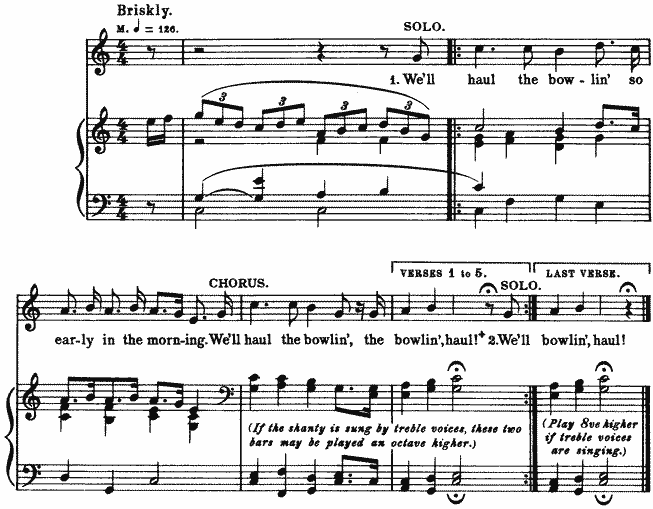 Briskly.
M. = 126.
SOLO.
1. We'll haul the bow - lin' so
3 3 3 3
CHORUS.
VERSES 1 to 5.
SOLO.
LAST VERSE.
ear-ly in the morn-ing. We'll haul the bowlin', the bowlin', haul!+ 2. We'll bowlin', haul!
(If the shanty is sung by treble voices, these two
bars may be played an octave higher.)
(Play 8ve higher
if treble voices
are singing.)